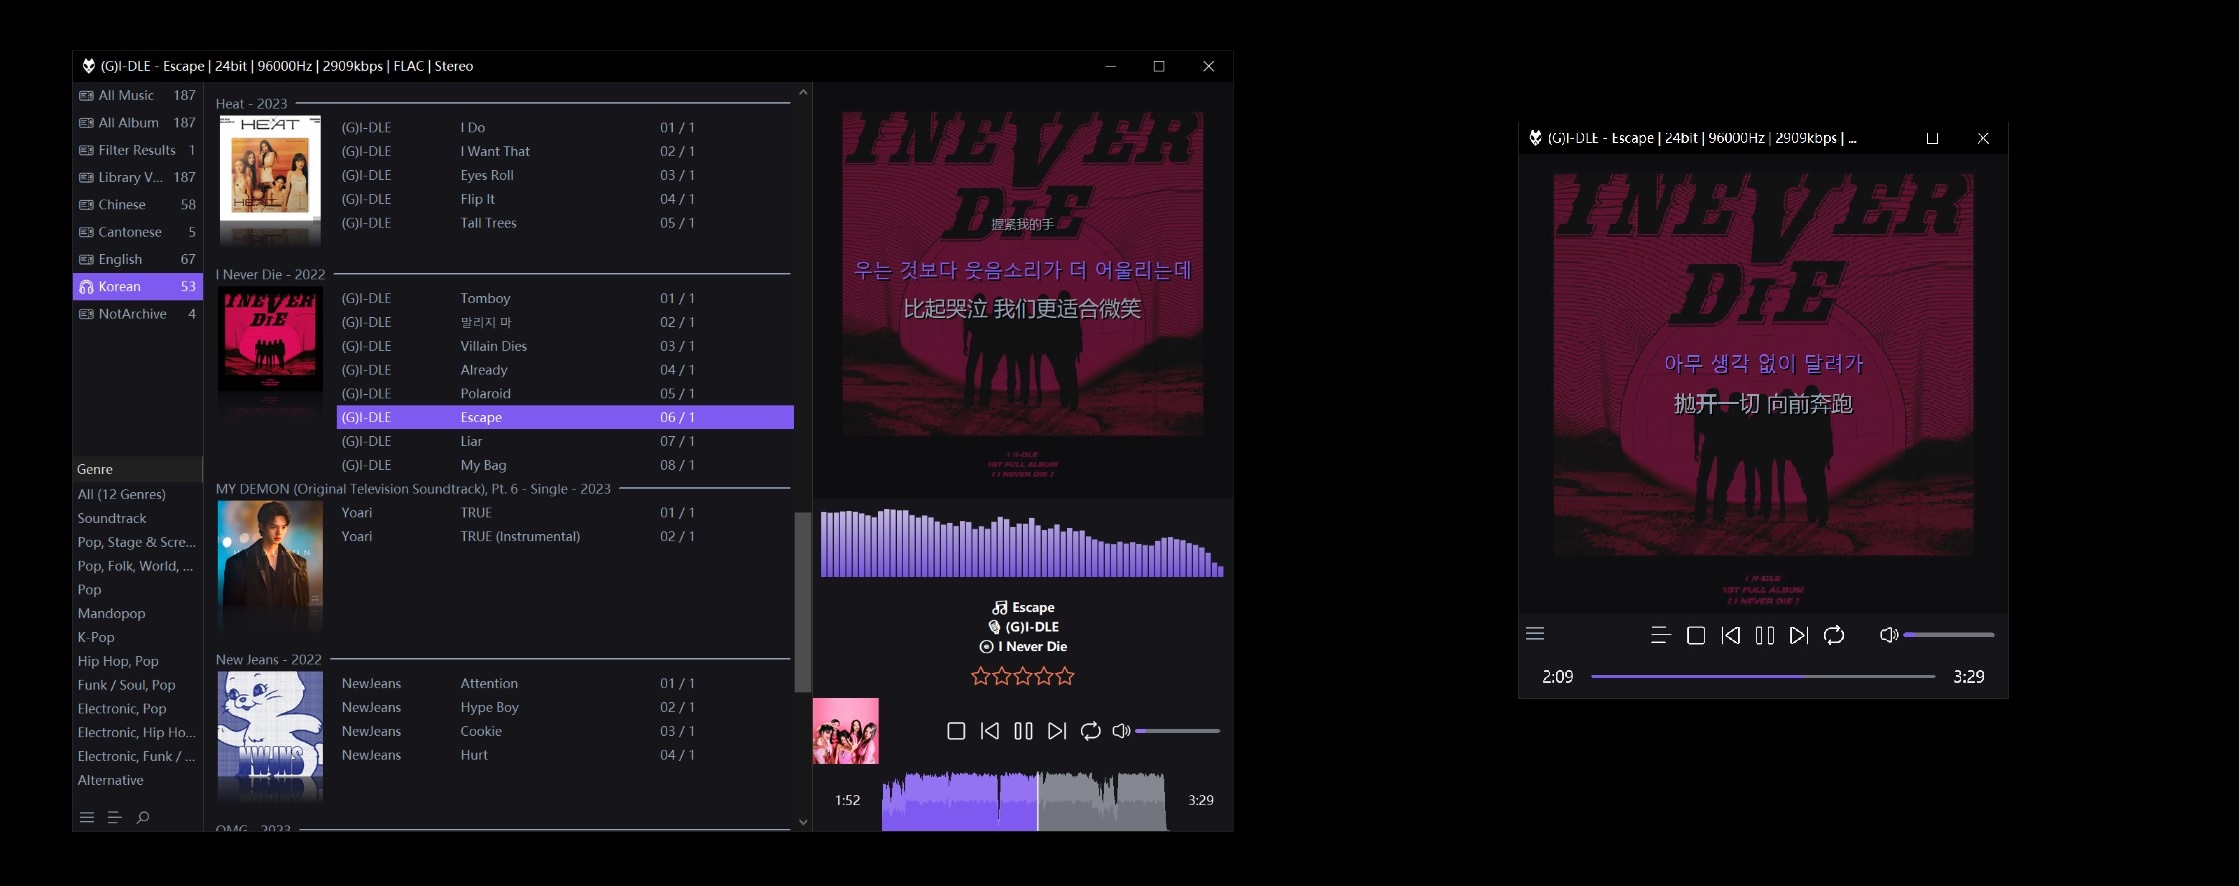 (G)I-DLE - Escape | 24bit | 96000Hz | 2909kbps | FLAC | Stereo
All Music 187
All Album 187
Filter Results 1
Library V... 187
Chinese 58
Cantonese 5
English 67
Korean 53
NotArchive 4
Genre
All (12 Genres)
Soundtrack
Pop, Stage & Scre...
Pop, Folk, World, ...
Pop
Mandopop
K-Pop
Hip Hop, Pop
Funk / Soul, Pop
Electronic, Pop
Electronic, Hip Ho...
Electronic, Funk / ...
Alternative
Heat - 2023
HEAT
HEAT
(G)I-DLE I Do 01 / 1
(G)I-DLE I Want That 02 / 1
(G)I-DLE Eyes Roll 03 / 1
(G)I-DLE Flip It 04 / 1
(G)I-DLE Tall Trees 05 / 1
I Never Die - 2022
I NEVER
DIE
(G)I-DLE Tomboy 01 / 1
(G)I-DLE 말리지 마 02 / 1
(G)I-DLE Villain Dies 03 / 1
(G)I-DLE Already 04 / 1
(G)I-DLE Polaroid 05 / 1
(G)I-DLE Escape 06 / 1
(G)I-DLE Liar 07 / 1
(G)I-DLE My Bag 08 / 1
MY DEMON (Original Television Soundtrack), Pt. 6 - Single - 2023
Yoari TRUE 01 / 1
Yoari TRUE (Instrumental) 02 / 1
New Jeans - 2022
NWJNS
NewJeans Attention 01 / 1
NewJeans Hype Boy 02 / 1
NewJeans Cookie 03 / 1
NewJeans Hurt 04 / 1
OMG - 2023
I NEVER
DIE
握紧我的手
우는 것보다 웃음소리가 더 어울리는데
比起哭泣 我们更适合微笑
( )I-DLE
1ST FULL ALBUM
[ I NEVER DIE ]
Escape
(G)I-DLE
I Never Die
1:52
3:29
(G)I-DLE - Escape | 24bit | 96000Hz | 2909kbps | ...
I NEVER
DIE
아무 생각 없이 달려가
抛开一切 向前奔跑
( )I-DLE
1ST FULL ALBUM
[ I NEVER DIE ]
2:09
3:29